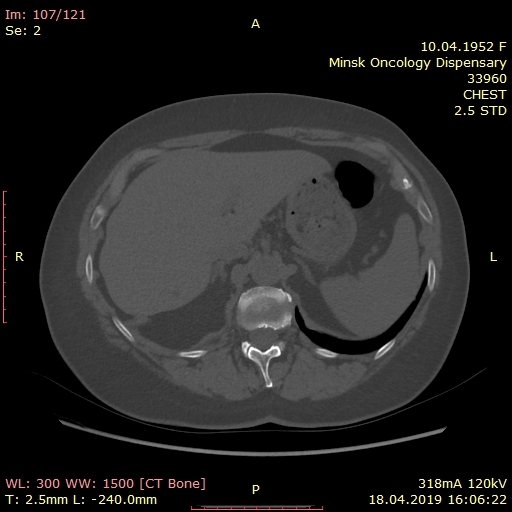 Im: 107/121
Se: 2
A
10.04.1952 F
Minsk Oncology Dispensary
33960
CHEST
2.5 STD
R
L
WL: 300 WW: 1500 [CT Bone]
T: 2.5mm L: -240.0mm
P
318mA 120kV
18.04.2019 16:06:22